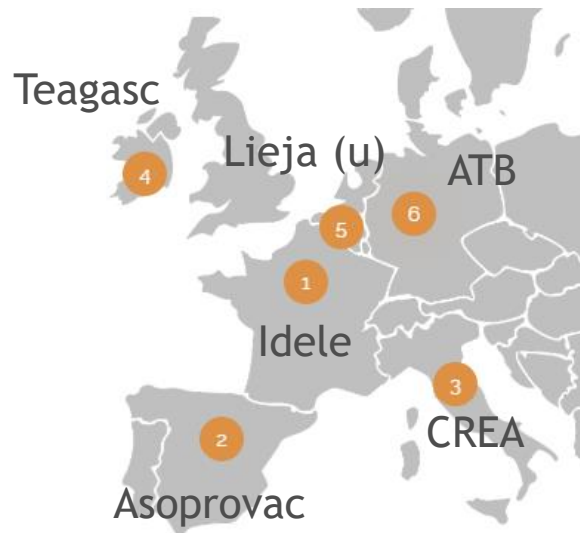 Teagasc
4
Lieja (u)
5
ATB
6
1
Idele
3
CREA
2
Asoprovac